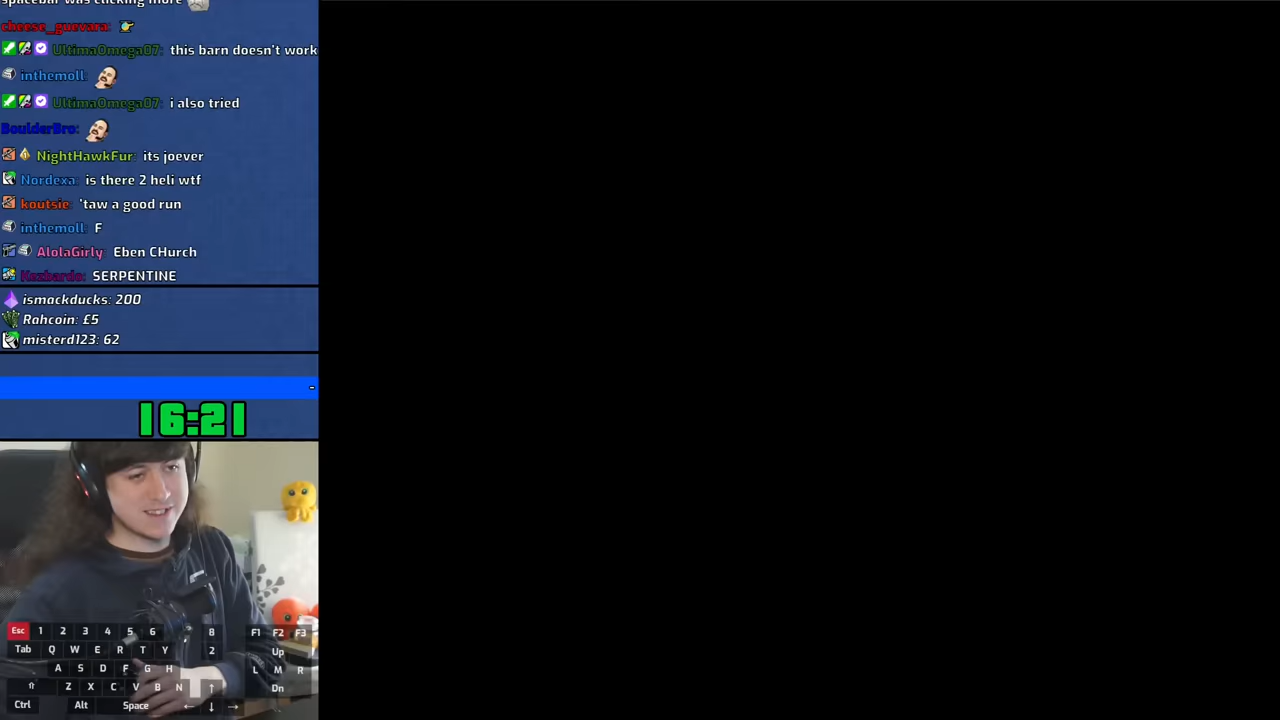 spacebar was clicking more
cheese_guevara:
UltimaOmega07: this barn doesn't work
inthemoll:
UltimaOmega07: i also tried
BoulderBro:
NightHawkFur: its joever
Nordexa: is there 2 heli wtf
koutsie: 'taw a good run
inthemoll: F
AlolaGirly: Eben CHurch
Kezbardo: SERPENTINE
ismackducks: 200
Rahcoin: £5
misterd123: 62
-
16:21
Esc 1 2 3 4 5 6 8 F1 F2 F3
Tab Q W E R T Y 2 Up
A S D F G H L M R
⇧ Z X C V B N ↑ Dn
Ctrl Alt Space ← ↓ →